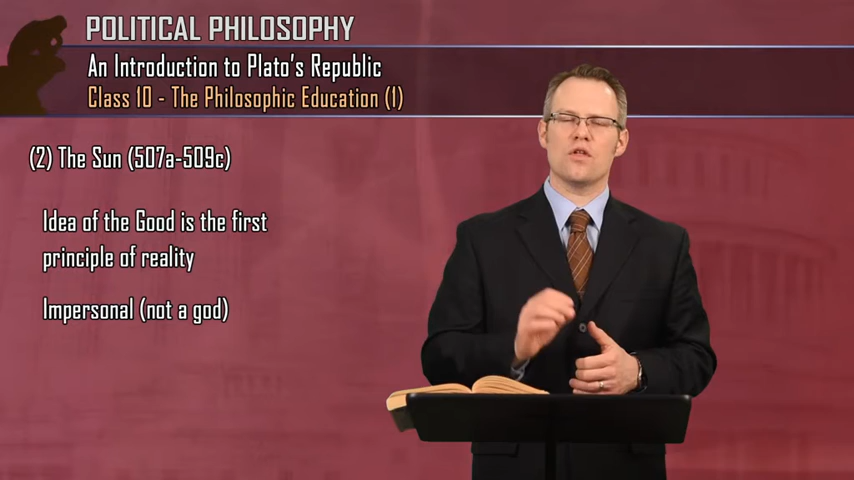 POLITICAL PHILOSOPHY
An Introduction to Plato's Republic
Class 10 - The Philosophic Education (1)
(2) The Sun (507a-509c)
Idea of the Good is the first
principle of reality
Impersonal (not a god)